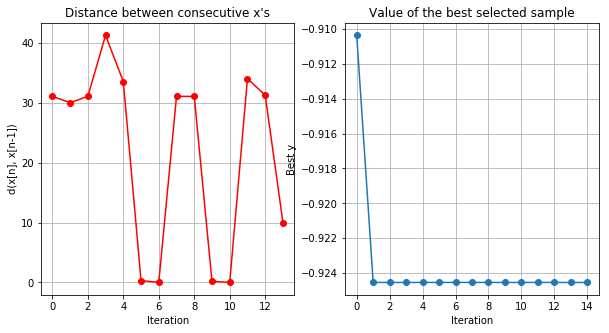 Distance between consecutive x's
d(x[n], x[n-1])
40
30
20
10
0
0 2 4 6 8 10 12
Iteration
Value of the best selected sample
Best y
−0.910
−0.912
−0.914
−0.916
−0.918
−0.920
−0.922
−0.924
0 2 4 6 8 10 12 14
Iteration